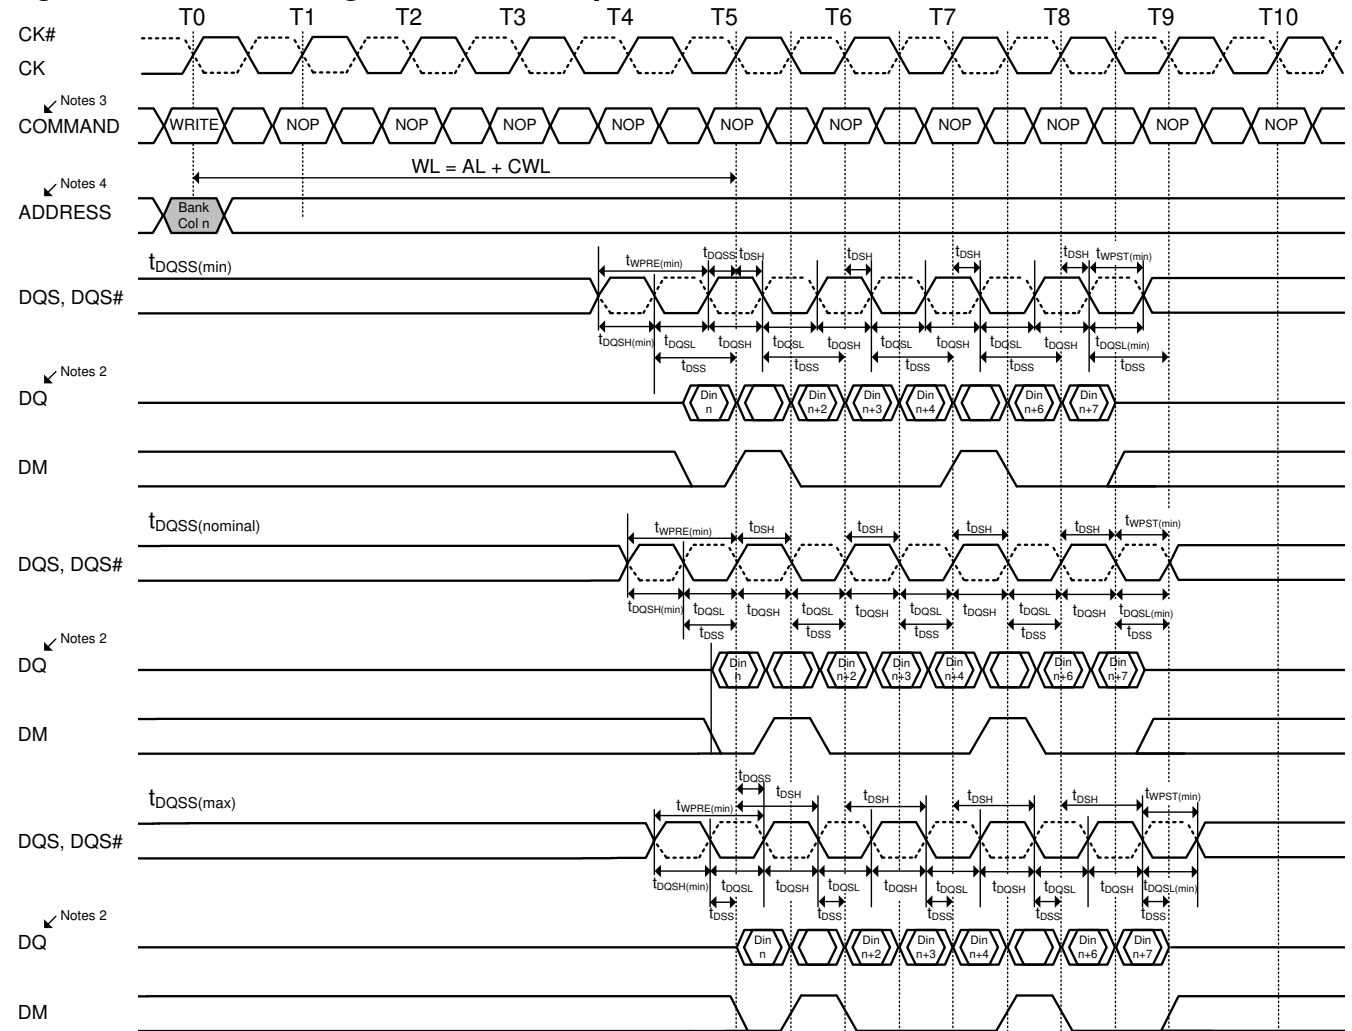 T0 T1 T2 T3 T4 T5 T6 T7 T8 T9 T10
CK#
CK
Notes 3
COMMAND WRITE NOP NOP NOP NOP NOP NOP NOP NOP NOP NOP
WL = AL + CWL
Notes 4
ADDRESS Bank
Col n
tDQSS(min) tWPRE(min) tDQSS tDSH tDSH tDSH tDSH tWPST(min)
DQS, DQS#
tDQSH(min) tDQSL tDQSH tDQSL tDQSH tDQSL tDQSH tDQSL tDQSH tDQSL(min)
tDSS tDSS tDSS tDSS tDSS
Notes 2
DQ Din n Din n+2 Din n+3 Din n+4 Din n+6 Din n+7
DM
tDQSS(nominal) tWPRE(min) tDSH tDSH tDSH tDSH tWPST(min)
DQS, DQS#
tDQSH(min) tDQSL tDQSH tDQSL tDQSH tDQSL tDQSH tDQSL tDQSH tDQSL(min)
tDSS tDSS tDSS tDSS tDSS
Notes 2
DQ Din n Din n+2 Din n+3 Din n+4 Din n+6 Din n+7
DM
tDQSS
tDQSS(max) tWPRE(min) tDSH tDSH tDSH tDSH tWPST(min)
DQS, DQS#
tDQSH(min) tDQSL tDQSH tDQSL tDQSH tDQSL tDQSH tDQSL tDQSH tDQSL(min)
tDSS tDSS tDSS tDSS tDSS
Notes 2
DQ Din n Din n+2 Din n+3 Din n+4 Din n+6 Din n+7
DM